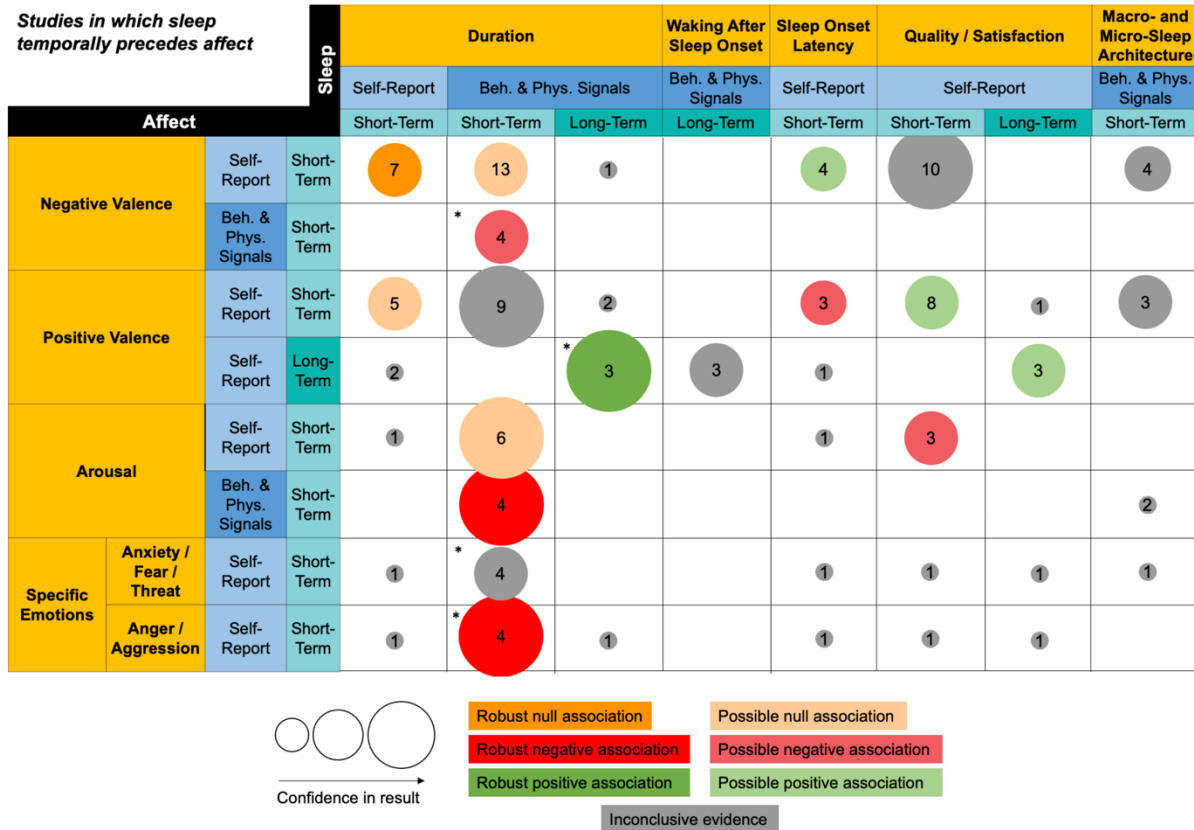 Studies in which sleep
temporally precedes affect
Sleep
Affect
Duration
Waking After
Sleep Onset
Sleep Onset
Latency
Quality / Satisfaction
Macro- and
Micro-Sleep
Architecture
Self-Report
Beh. & Phys. Signals
Beh. & Phys.
Signals
Self-Report
Self-Report
Beh. & Phys.
Signals
Short-Term
Short-Term
Long-Term
Long-Term
Short-Term
Short-Term
Long-Term
Short-Term
Negative Valence
Self-
Report
Short-
Term
7
13
1
4
10
4
Beh. &
Phys.
Signals
Short-
Term
*
4
Positive Valence
Self-
Report
Short-
Term
5
9
2
3
8
1
3
Self-
Report
Long-
Term
2
*
3
3
1
3
Arousal
Self-
Report
Short-
Term
1
6
1
3
Beh. &
Phys.
Signals
Short-
Term
4
2
Specific
Emotions
Anxiety /
Fear /
Threat
Self-
Report
Short-
Term
1
*
4
1
1
1
1
Anger /
Aggression
Self-
Report
Short-
Term
1
*
4
1
1
1
1
Confidence in result
Robust null association
Possible null association
Robust negative association
Possible negative association
Robust positive association
Possible positive association
Inconclusive evidence